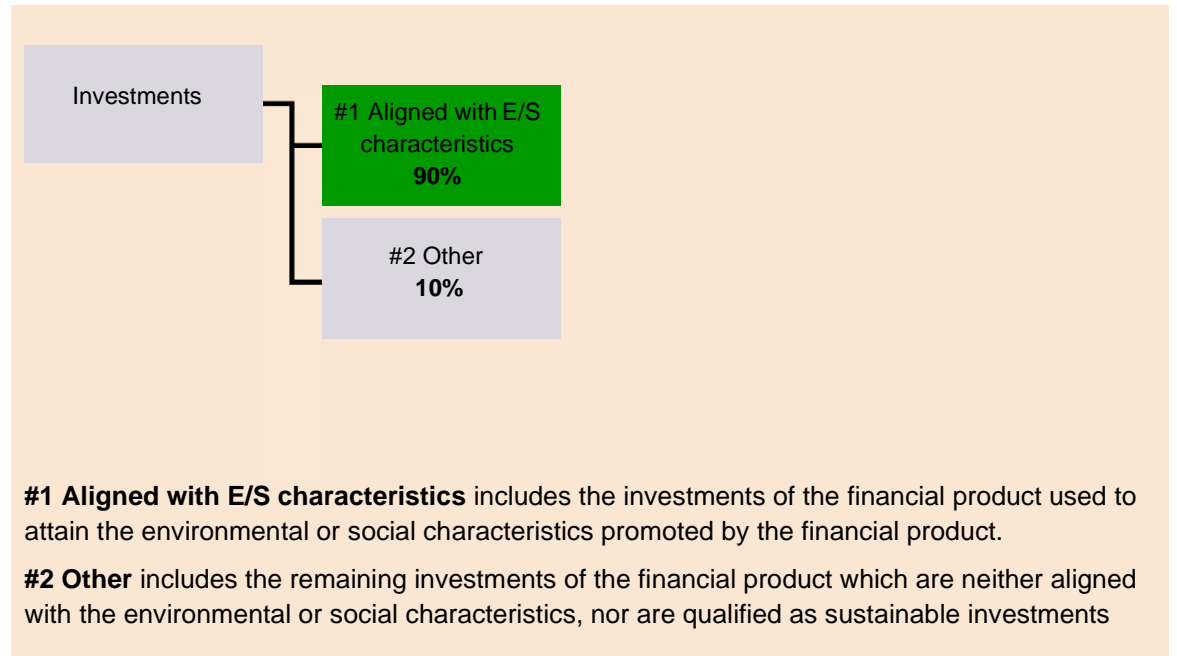 Investments
#1 Aligned with E/S
characteristics
90%
#2 Other
10%
#1 Aligned with E/S characteristics includes the investments of the financial product used to
attain the environmental or social characteristics promoted by the financial product.
#2 Other includes the remaining investments of the financial product which are neither aligned
with the environmental or social characteristics, nor are qualified as sustainable investments